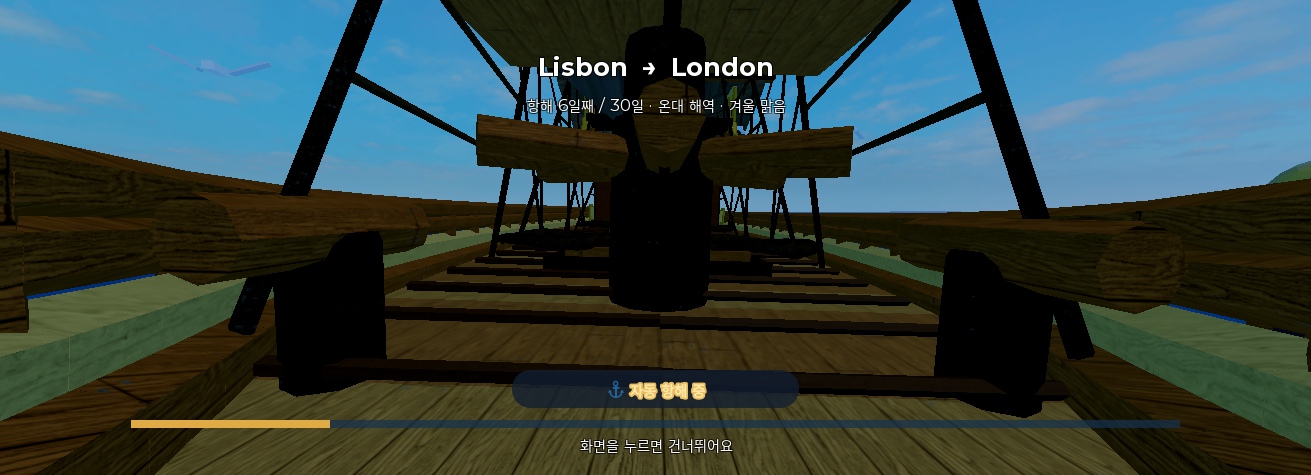 Lisbon → London
항해 6일째 / 30일 · 온대 해역 · 겨울 맑음
⚓ 자동 항해 중
화면을 누르면 건너뛰어요